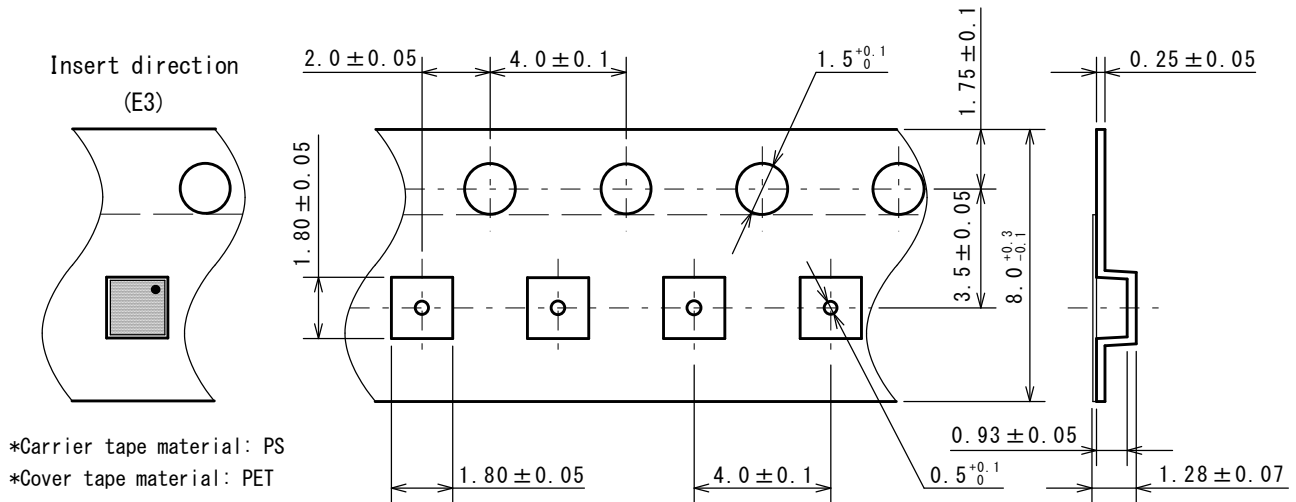 Insert direction
(E3)
2.0±0.05
4.0±0.1
1.5 +0.1 0
1.75±0.1
0.25±0.05
1.80±0.05
3.5±0.05
8.0 +0.3 -0.1
*Carrier tape material: PS
*Cover tape material: PET
1.80±0.05
4.0±0.1
0.5 +0.1 0
0.93±0.05
1.28±0.07